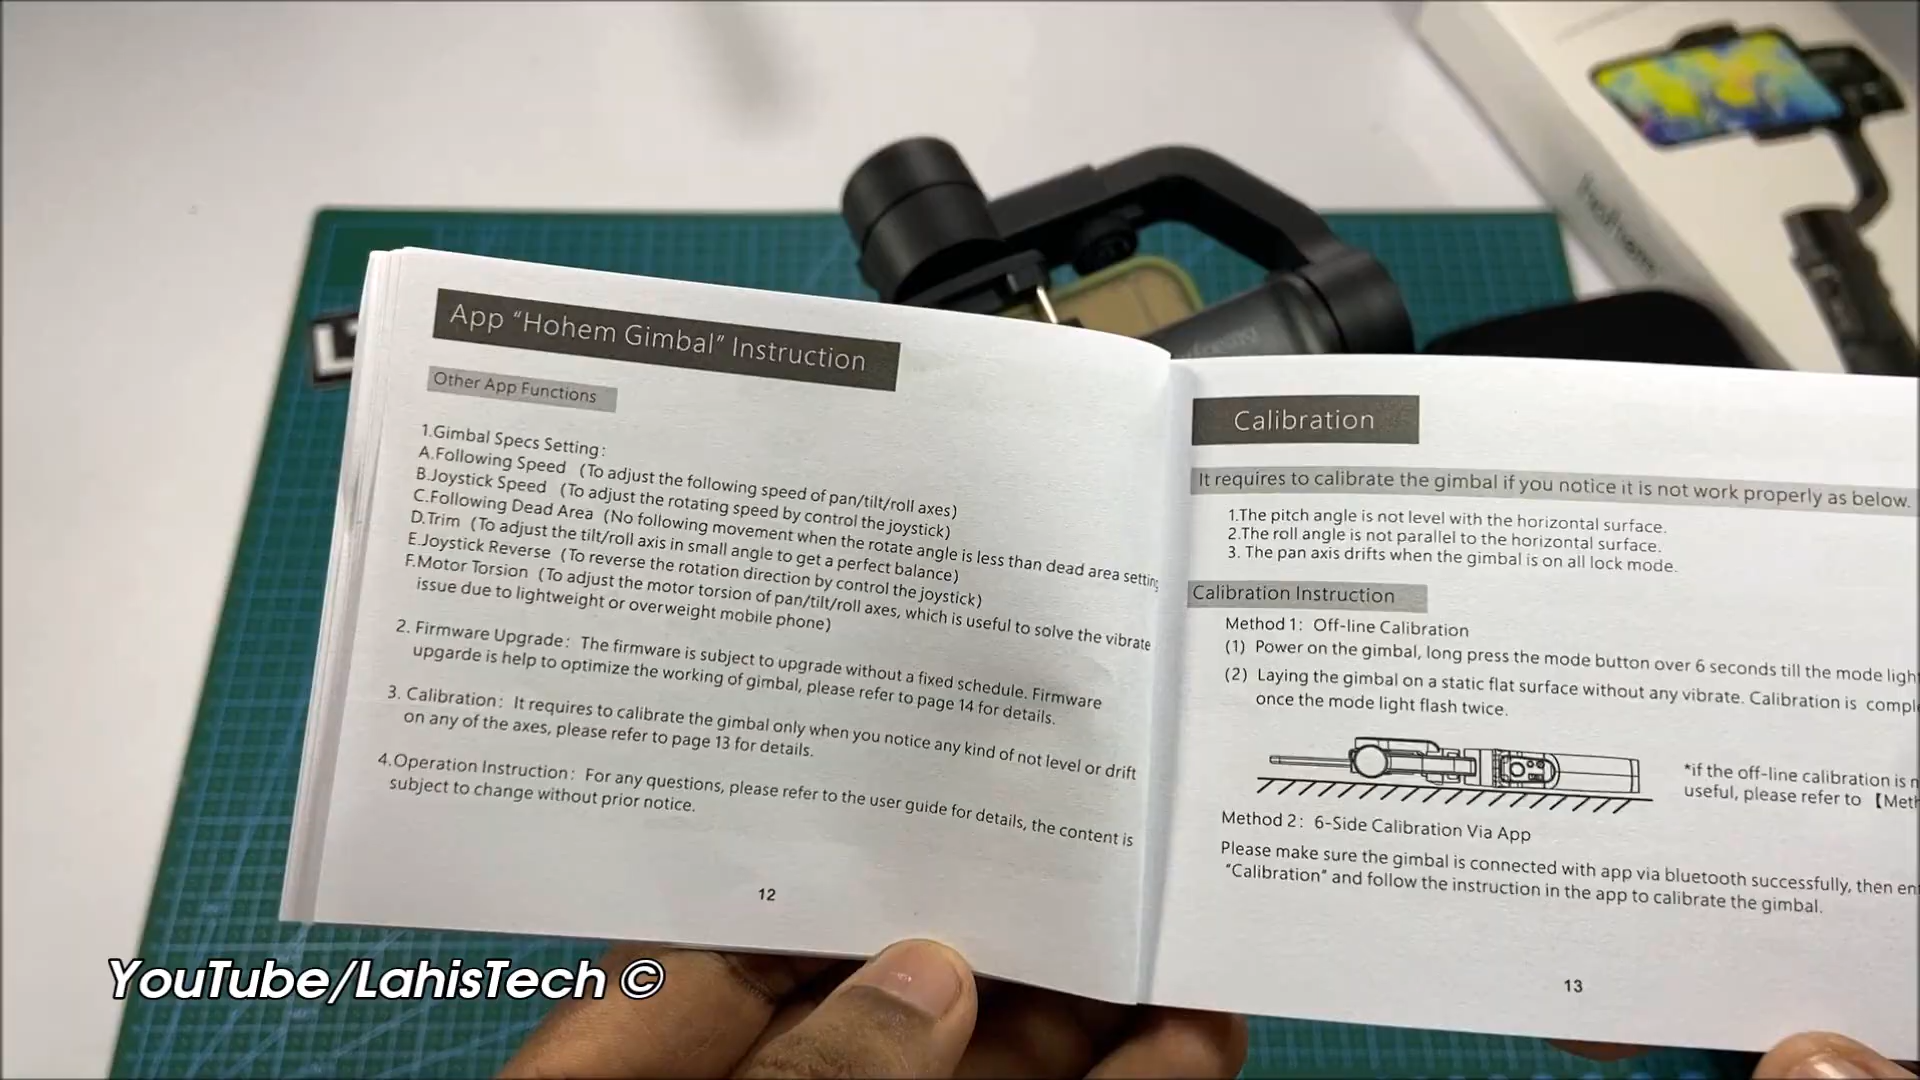 App “Hohem Gimbal” Instruction
Other App Functions
1.Gimbal Specs Setting:
A.Following Speed (To adjust the following speed of pan/tilt/roll axes)
B.Joystick Speed (To adjust the rotating speed by control the joystick)
C.Following Dead Area (No following movement when the rotate angle is less than dead area setting
D.Trim (To adjust the tilt/roll axis in small angle to get a perfect balance)
E.Joystick Reverse (To reverse the rotation direction by control the joystick)
F.Motor Torsion (To adjust the motor torsion of pan/tilt/roll axes, which is useful to solve the vibrate
issue due to lightweight or overweight mobile phone)
2. Firmware Upgrade: The firmware is subject to upgrade without a fixed schedule. Firmware
upgarde is help to optimize the working of gimbal, please refer to page 14 for details.
3. Calibration: It requires to calibrate the gimbal only when you notice any kind of not level or drift
on any of the axes, please refer to page 13 for details.
4.Operation Instruction: For any questions, please refer to the user guide for details, the content is
subject to change without prior notice.
12
Calibration
It requires to calibrate the gimbal if you notice it is not work properly as below.
1.The pitch angle is not level with the horizontal surface.
2.The roll angle is not parallel to the horizontal surface.
3. The pan axis drifts when the gimbal is on all lock mode.
Calibration Instruction
Method 1: Off-line Calibration
(1) Power on the gimbal, long press the mode button over 6 seconds till the mode light
(2) Laying the gimbal on a static flat surface without any vibrate. Calibration is
once the mode light flash twice.
*if the off-line calibration is
useful, please refer to
Method 2: 6-Side Calibration Via App
Please make sure the gimbal is connected with app via bluetooth successfully, then
“Calibration” and follow the instruction in the app to calibrate the gimbal.
13
YouTube/LahisTech ©